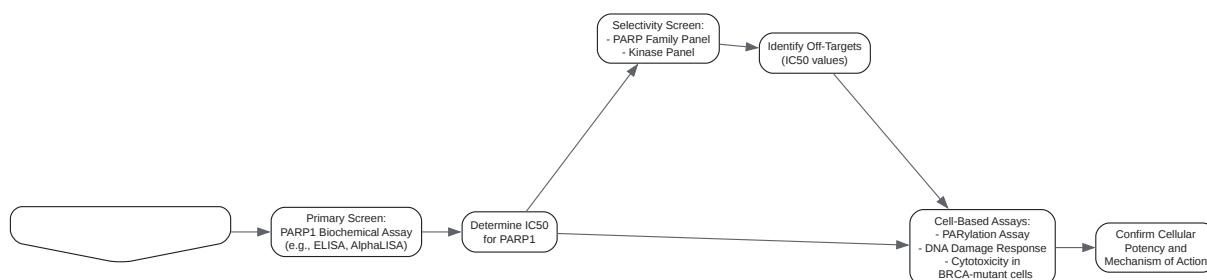 Selectivity Screen:
- PARP Family Panel
- Kinase Panel
Identify Off-Targets
(IC50 values)
Primary Screen:
PARP1 Biochemical Assay
(e.g., ELISA, AlphaLISA)
Determine IC50
for PARP1
Cell-Based Assays:
- PARylation Assay
- DNA Damage Response
- Cytotoxicity in
BRCA-mutant cells
Confirm Cellular
Potency and
Mechanism of Action